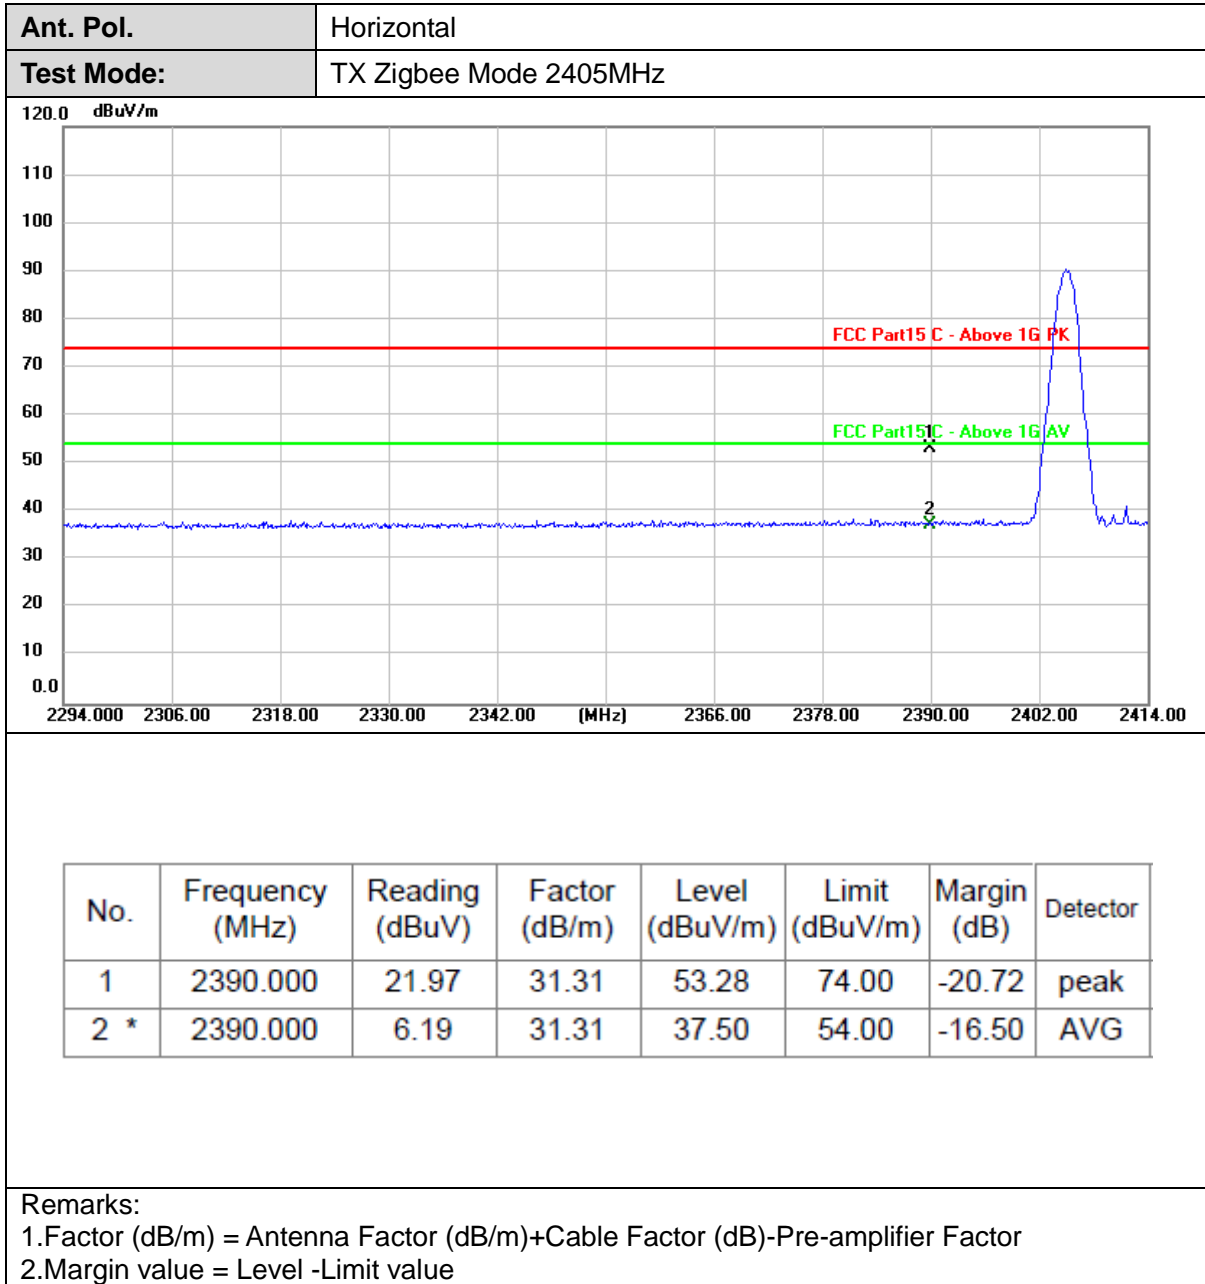 Ant. Pol. Horizontal
Test Mode: TX Zigbee Mode 2405MHz
120.0 dBuV/m
110
100
90
80
FCC Part15 C - Above 1G PK
70
60
FCC Part15 C - Above 1G AV
1
50
40
2
30
20
10
0.0
2294.000 2306.00 2318.00 2330.00 2342.00 (MHz) 2366.00 2378.00 2390.00 2402.00 2414.00
No. Frequency (MHz) Reading (dBuV) Factor (dB/m) Level (dBuV/m) Limit (dBuV/m) Margin (dB) Detector
1 2390.000 21.97 31.31 53.28 74.00 -20.72 peak
2 * 2390.000 6.19 31.31 37.50 54.00 -16.50 AVG
Remarks:
1.Factor (dB/m) = Antenna Factor (dB/m)+Cable Factor (dB)-Pre-amplifier Factor
2.Margin value = Level -Limit value